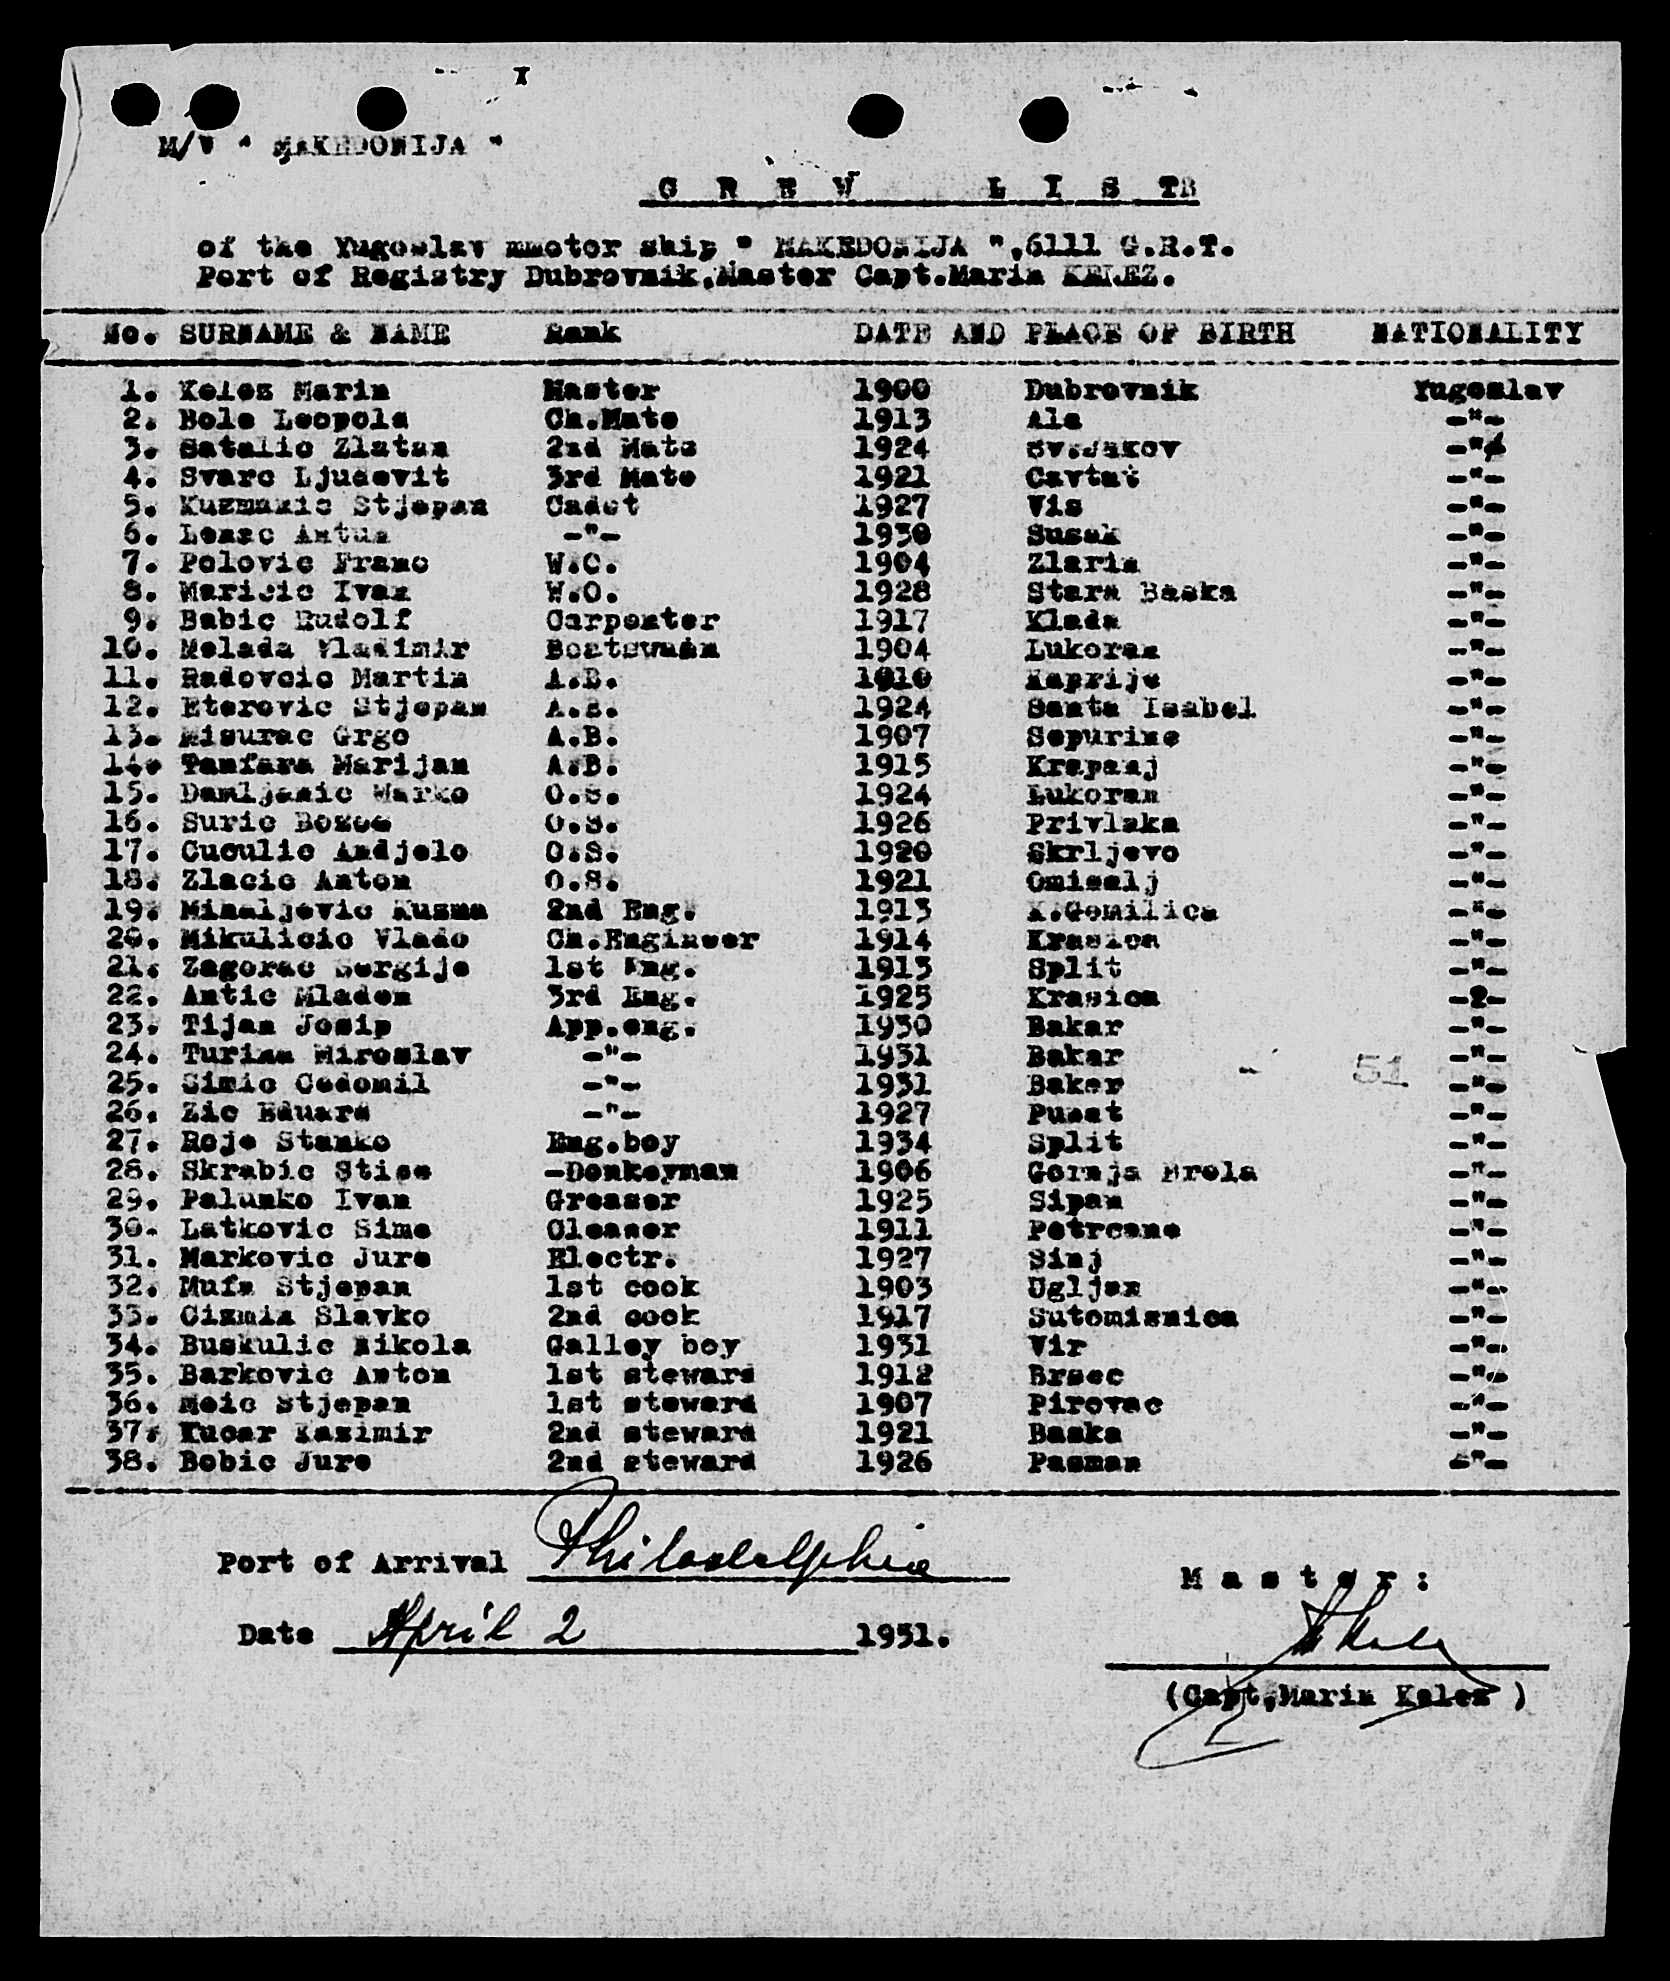 M/V " MAKEDONIJA "
C R E W L I S T
of the Yugoslav mmotor ship " MAKEDONIJA ",6111 G.R.T.
Port of Registry Dubrovnik,Master Capt.Marin KELEZ.
No. SURNAME & NAME Rank DATE AND PLACE OF BIRTH NATIONALITY
1. Kelez Marin Master 1900 Dubrovnik Yugoslav
2. Bole Leopold Ch.Mate 1913 Ala -"-
3. Satalic Zlatan 2nd Mate 1924 Sv.Jakov -"-
4. Svarc Ljudevit 3rd Mate 1921 Cavtat -"-
5. Kuzmanic Stjepan Cadet 1927 Vis -"-
6. Lenac Antun -"- 1930 Susak -"-
7. Polovic Frano W.O. 1904 Zlarin -"-
8. Maricic Ivan W.O. 1928 Stara Baska -"-
9. Babic Rudolf Carpenter 1917 Klada -"-
10. Melada Vladimir Boatswain 1904 Lukoran -"-
11. Radovcic Martin A.B. 1910 Kaprije -"-
12. Eterovic Stjepan A.B. 1924 Santa Isabel -"-
13. Misurac Grgo A.B. 1907 Sepurine -"-
14. Tanfara Marijan A.B. 1915 Krapanj -"-
15. Damljanic Marko O.S. 1924 Lukoran -"-
16. Suric O.S. 1926 Privlaka -"-
17. Cuculic Andjelo O.S. 1920 Skrljevo -"-
18. Zlacic Anton O.S. 1921 Omisalj -"-
19. Mihaljevic Kuzma 2nd Eng. 1913 K.Gomilica -"-
20. Mikulicic Vlado Ch.Engineer 1914 Krasica -"-
21. Zagorac Sergije 1st Eng. 1913 Split -"-
22. Antic Mladen 3rd Eng. 1925 Krasica -2-
23. Tijan Josip App.eng. 1930 Bakar -"-
24. Turina Miroslav -"- 1931 Bakar -"-
25. Simic Cedomil -"- 1931 Bakar 51 -"-
26. Zic Eduard -"- 1927 Punat -"-
27. Roje Stanko Eng.boy 1934 Split -"-
28. Skrabic Stipe -Donkeyman 1906 Gornja Brela -"-
29. Palunko Ivan Greaser 1925 Sipan -"-
30. Latkovic Sime Cleaner 1911 Petrcane -"-
31. Markovic Jure Electr. 1927 Sinj -"-
32. Mufa Stjepan 1st cook 1903 Ugljan -"-
33. Cizmin Slavko 2nd cook 1917 Sutomisnica -"-
34. Buskulic Nikola Galley boy 1931 Vir -"-
35. Barkovic Anton 1st steward 1912 Brsec -"-
36. Meic Stjepan 1st steward 1907 Pirovac -"-
37. Kucar Kazimir 2nd steward 1921 Baska -"-
38. Bobic Jure 2nd steward 1926 Pasman -"-
Port of Arrival Philadelphia
M a s t e r :
Date April 2 1951.
(Capt,Marin Kelez )